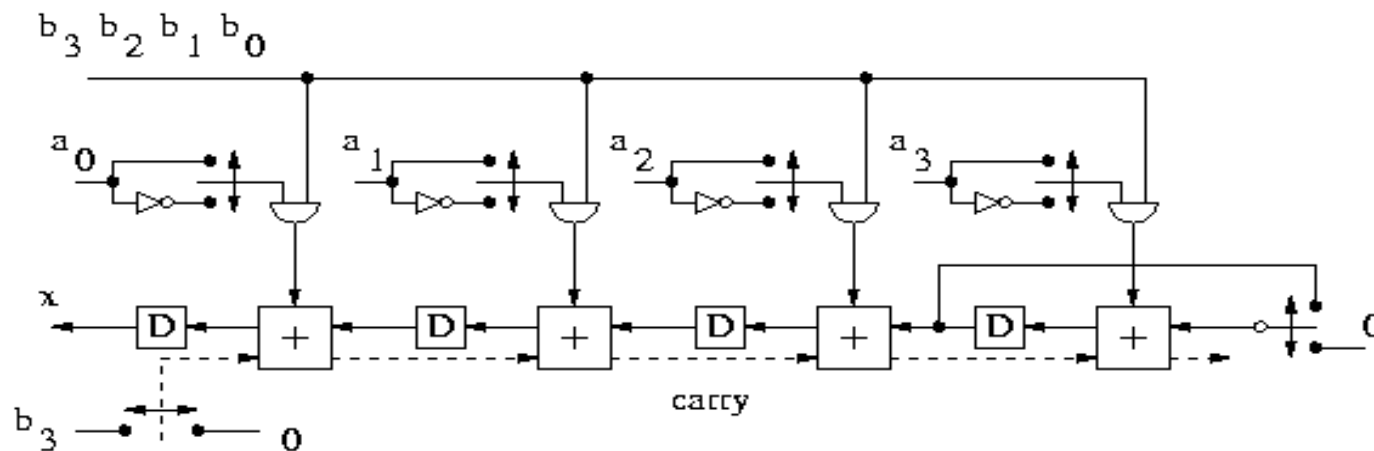 b3 b2 b1 b0
a0 a1 a2 a3
x D + D + D + D + 0
carry
b3 0